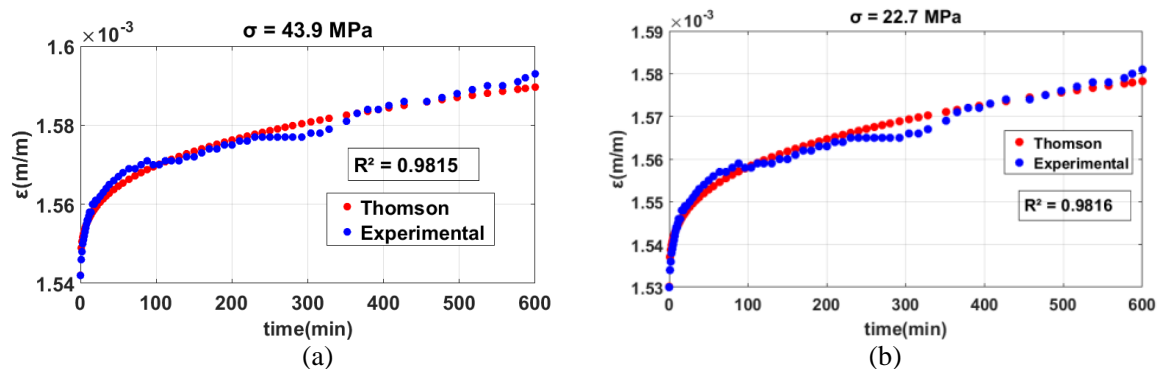 ×10⁻³
σ = 43.9 MPa
1.6
1.58
1.56
1.54
ε(m/m)
R² = 0.9815
Thomson
Experimental
0 100 200 300 400 500 600
time(min)
(a)
×10⁻³
σ = 22.7 MPa
1.59
1.58
1.57
1.56
1.55
1.54
1.53
ε(m/m)
Thomson
Experimental
R² = 0.9816
0 100 200 300 400 500 600
time(min)
(b)